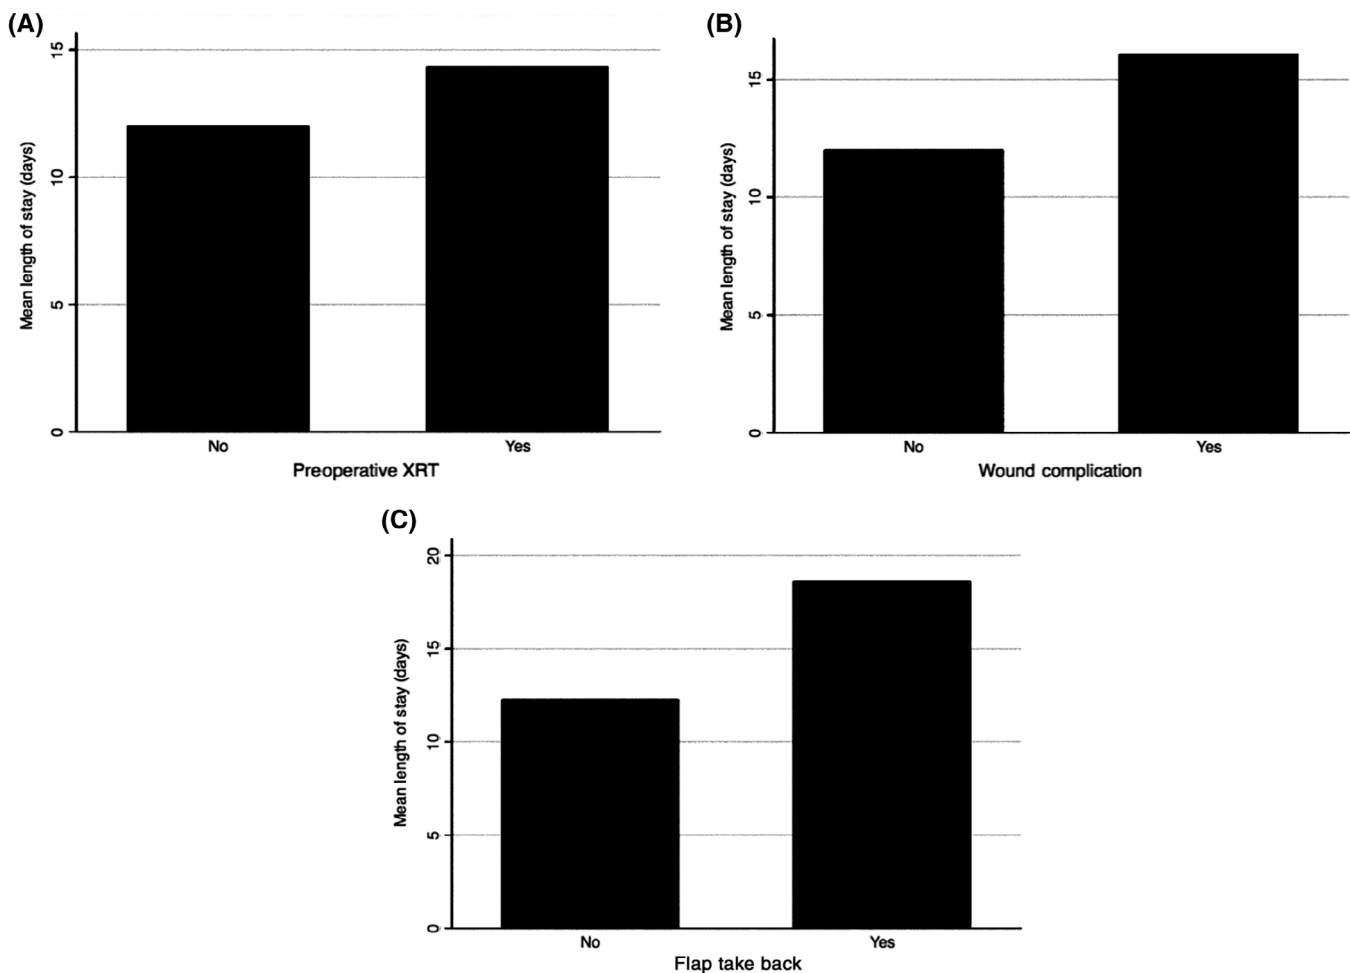 (A)
Mean length of stay (days)
15
10
5
0
No
Yes
Preoperative XRT
(B)
Mean length of stay (days)
15
10
5
0
No
Yes
Wound complication
(C)
Mean length of stay (days)
20
15
10
5
0
No
Yes
Flap take back